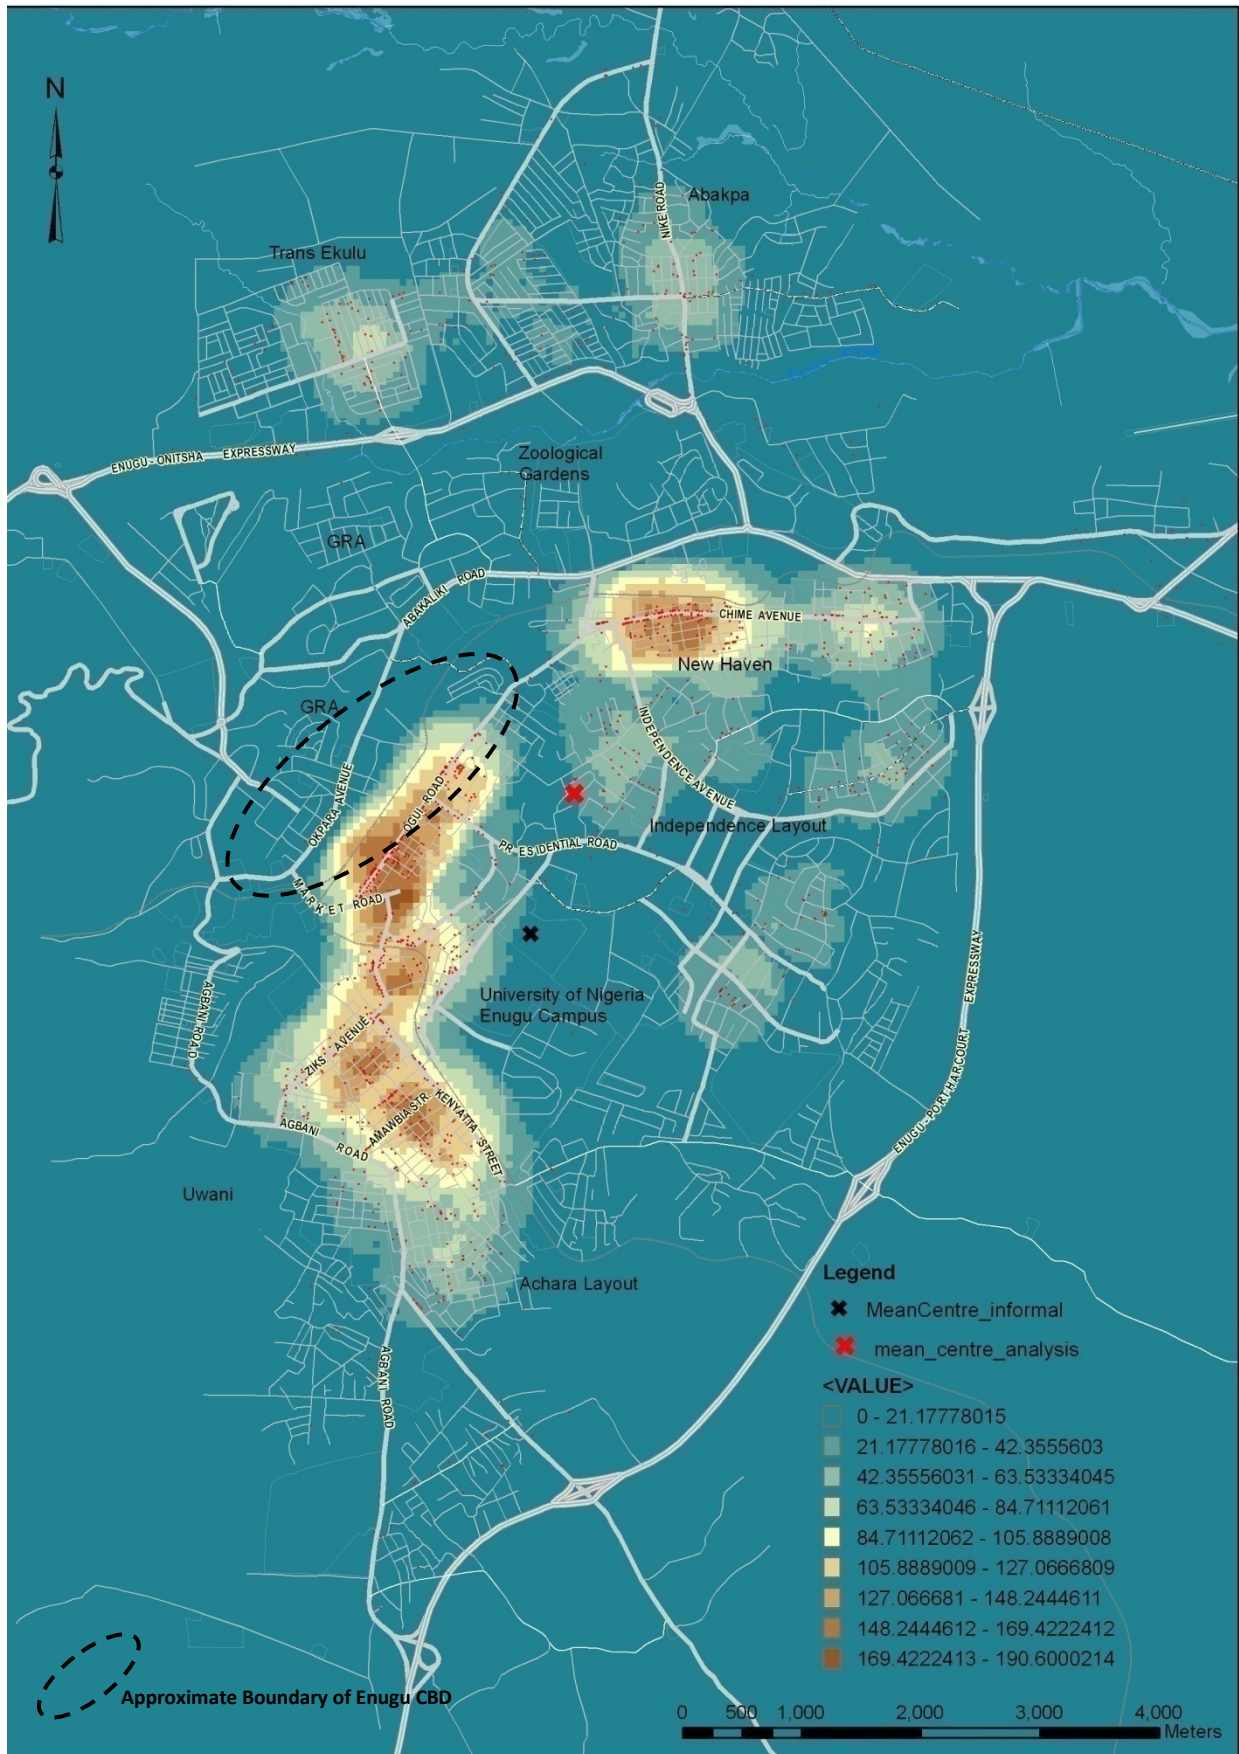 N
Abakpa
NIKE ROAD
Trans Ekulu
ENUGU - ONITSHA EXPRESSWAY
Zoological
Gardens
GRA
ABAKALIKI ROAD
CHIME AVENUE
New Haven
GRA
INDEPENDENCE AVENUE
OKPARA AVENUE
OGUI ROAD
Independence Layout
PRESIDENTIAL ROAD
MARKET ROAD
University of Nigeria
Enugu Campus
AGBANI ROAD
ZIKS AVENUE
ENUGU - PORT HARCOURT EXPRESSWAY
AMAWBIA STR.
KENYATTA STREET
AGBANI ROAD
Uwani
Achara Layout
AGBANI ROAD
Legend
MeanCentre_informal
mean_centre_analysis
<VALUE>
0 - 21.17778015
21.17778016 - 42.3555603
42.35556031 - 63.53334045
63.53334046 - 84.71112061
84.71112062 - 105.8889008
105.8889009 - 127.0666809
127.066681 - 148.2444611
148.2444612 - 169.4222412
169.4222413 - 190.6000214
Approximate Boundary of Enugu CBD
0 500 1,000 2,000 3,000 4,000
Meters